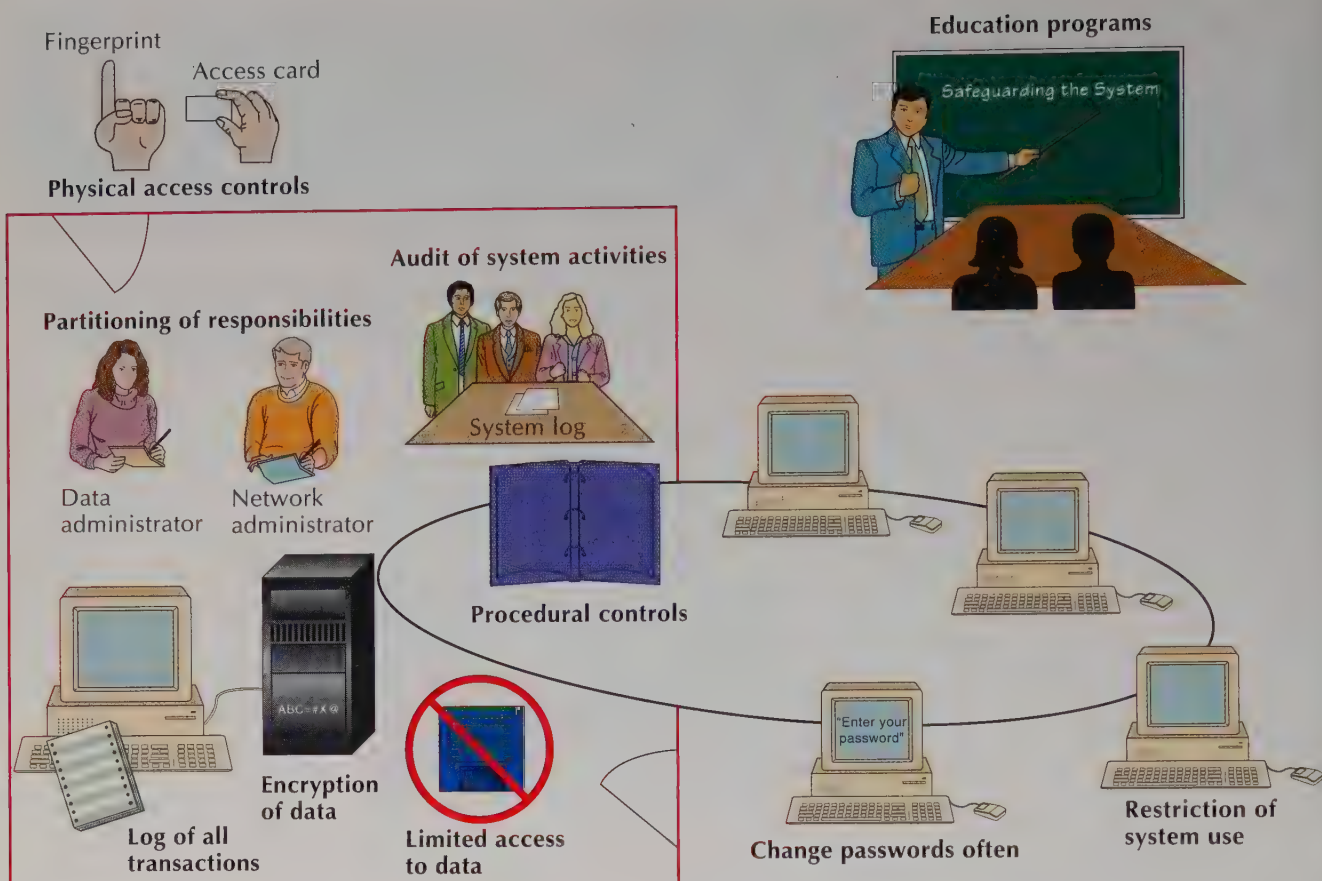 Fingerprint
Access card
Physical access controls
Education programs
Safeguarding the System
Audit of system activities
System log
Partitioning of responsibilities
Data
administrator
Network
administrator
Procedural controls
ABC=#X@
Encryption
of data
Log of all
transactions
Limited access
to data
"Enter your
password"
Change passwords often
Restriction of
system use